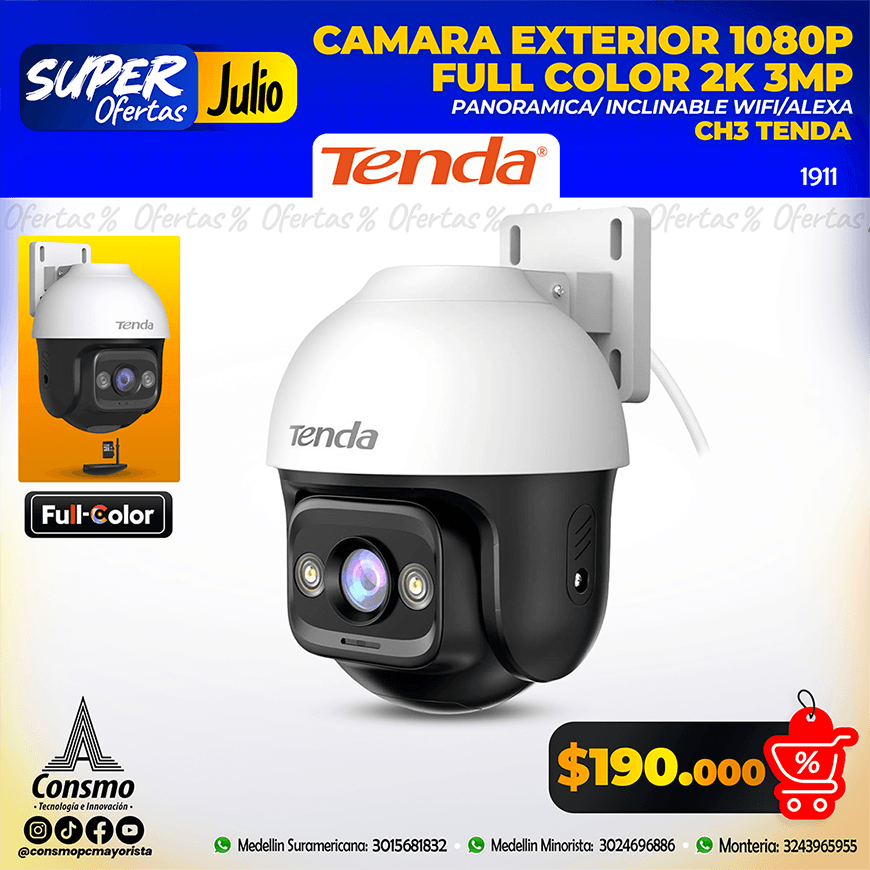 SUPER
Ofertas
Julio
CAMARA EXTERIOR 1080P
FULL COLOR 2K 3MP
PANORAMICA/ INCLINABLE WIFI/ALEXA
CH3 TENDA
1911
Tenda®
Ofertas% Ofertas% Ofertas% Ofertas% Ofertas% Ofertas% Ofertas
Tenda
Full-Color
Tenda
$190.000
%
A
Consmo
• Tecnología e Innovación •
@consmopcmayorista
Medellin Suramericana: 3015681832 • Medellin Minorista: 3024696886 • Monteria: 3243965955